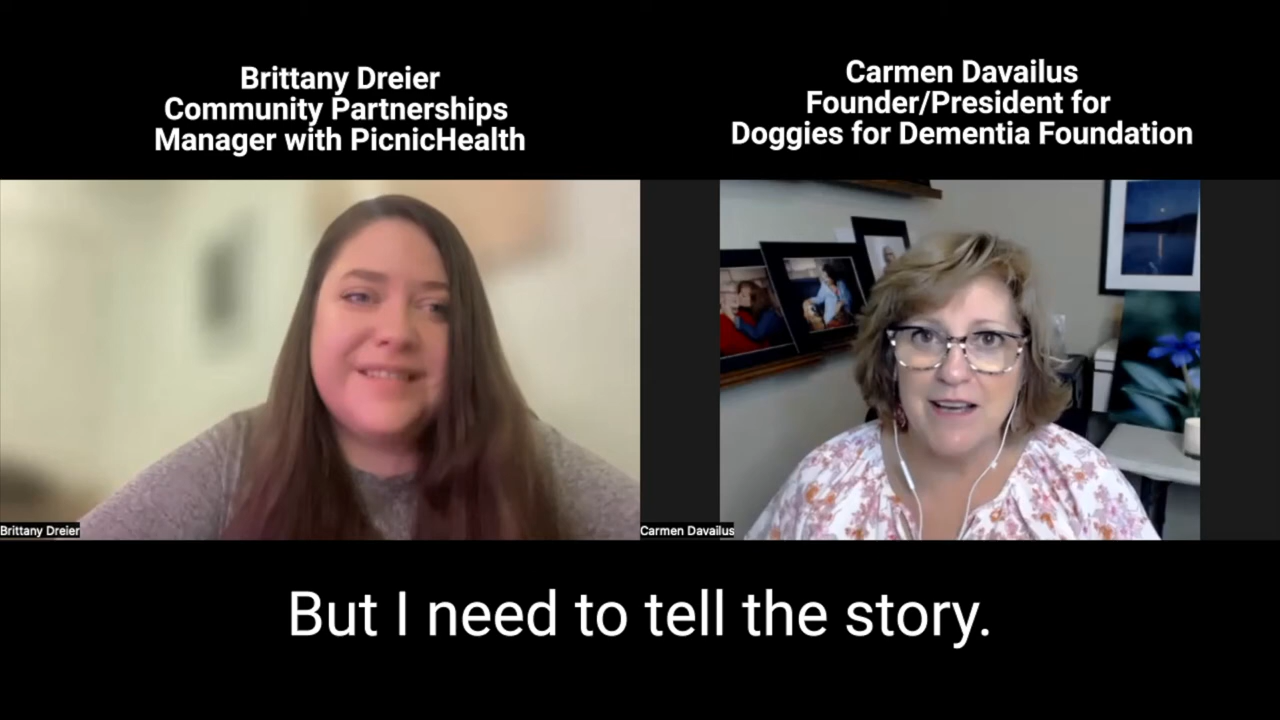 Brittany Dreier
Community Partnerships
Manager with PicnicHealth
Carmen Davailus
Founder/President for
Doggies for Dementia Foundation
Brittany Dreier
Carmen Davailus
But I need to tell the story.